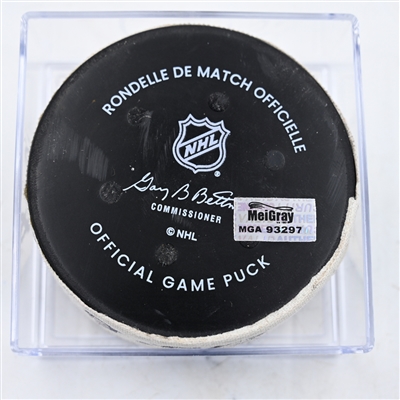 RONDELLE DE MATCH OFFICIELLE
NHL
COMMISSIONER
© NHL
MeiGray
MGA 93297
OFFICIAL GAME PUCK